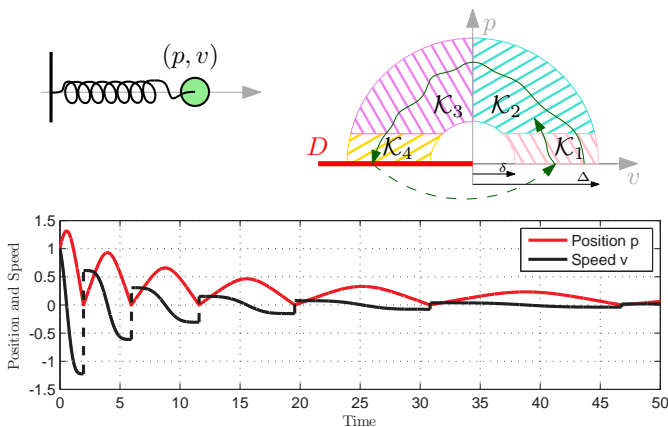 (p, v)
p
K₃
K₂
D
K₄
K₁
δ
Δ
v
1.5
1
0.5
0
-0.5
-1
-1.5
Position and Speed
Position p
Speed v
0 5 10 15 20 25 30 35 40 45 50
Time